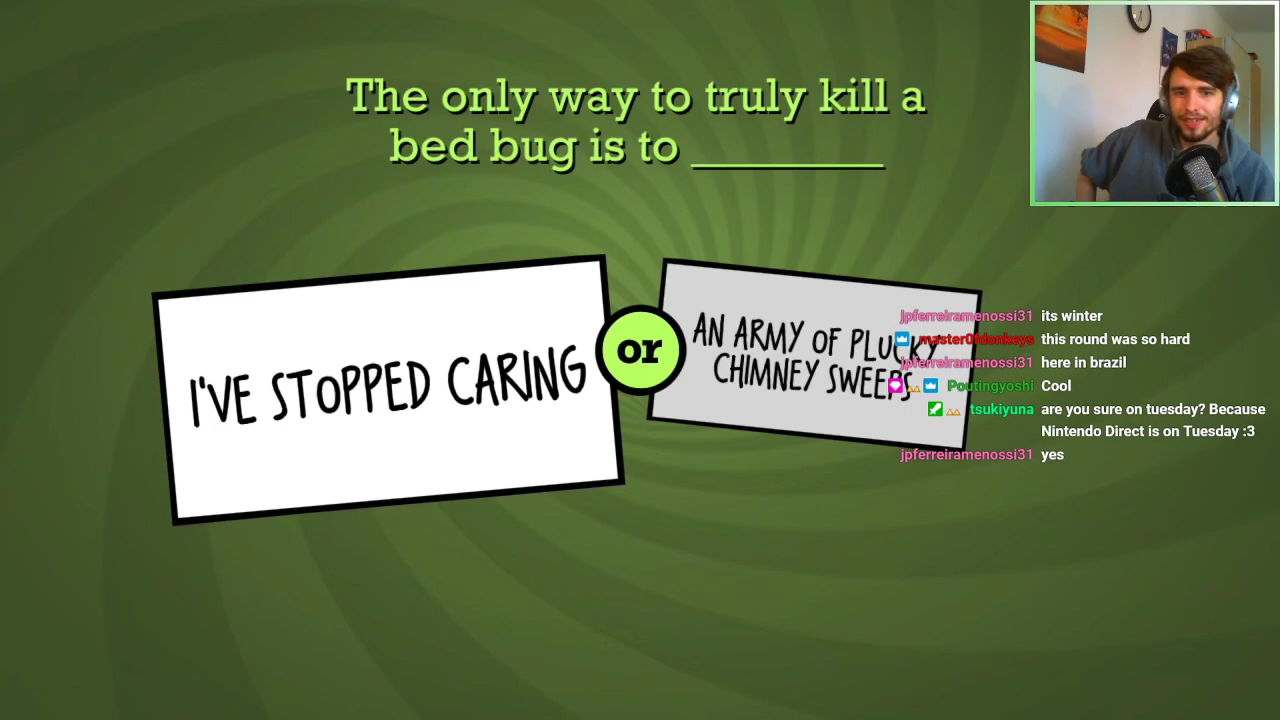 The only way to truly kill a
bed bug is to ________
I'VE STOPPED CARING
or
AN ARMY OF PLUCKY
CHIMNEY SWEEPS
jpferreiramenossi31 its winter
master0fdonkeys this round was so hard
jpferreiramenossi31 here in brazil
Poutingyoshi Cool
tsukiyuna are you sure on tuesday? Because
Nintendo Direct is on Tuesday :3
jpferreiramenossi31 yes